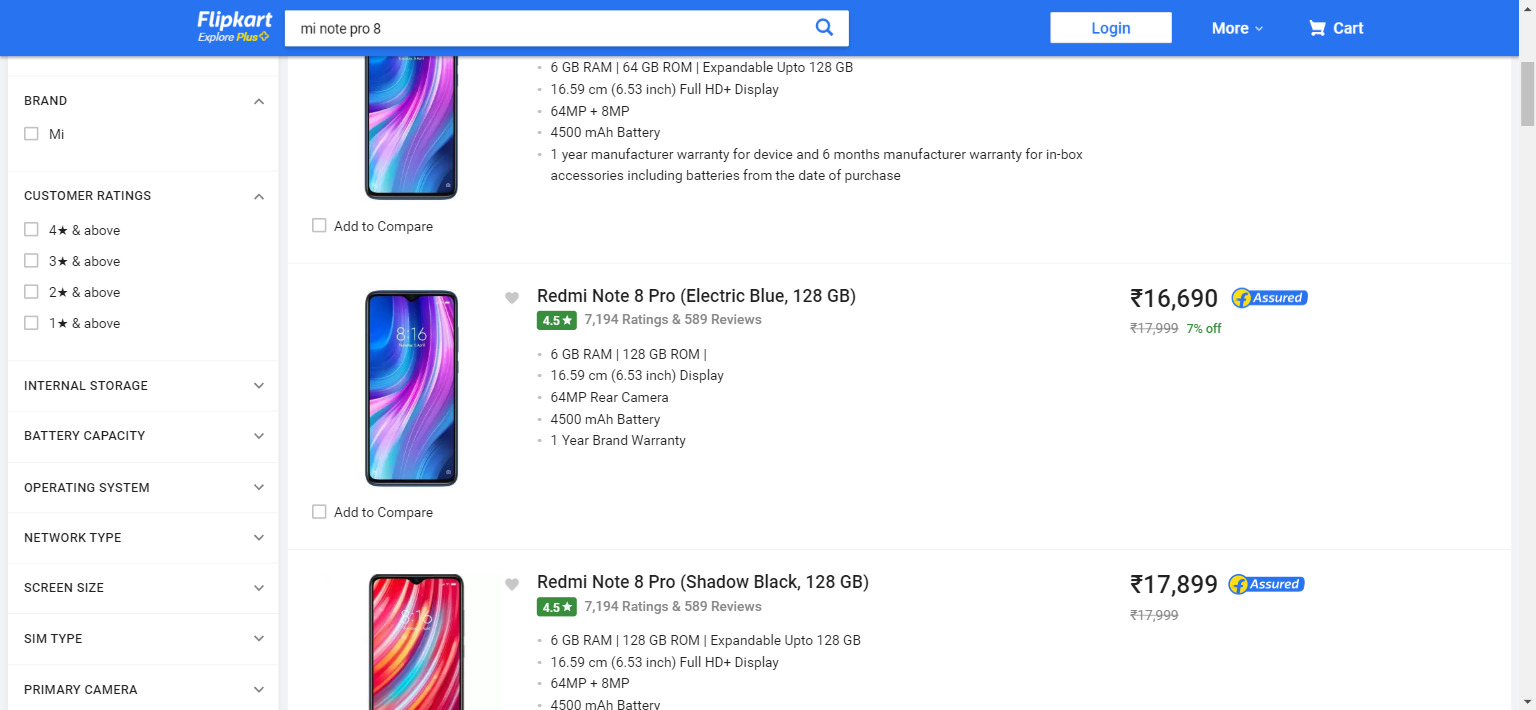 Flipkart
Explore Plus
mi note pro 8
Login
More
Cart
BRAND
Mi
CUSTOMER RATINGS
4★ & above
3★ & above
2★ & above
1★ & above
INTERNAL STORAGE
BATTERY CAPACITY
OPERATING SYSTEM
NETWORK TYPE
SCREEN SIZE
SIM TYPE
PRIMARY CAMERA
6 GB RAM | 64 GB ROM | Expandable Upto 128 GB
16.59 cm (6.53 inch) Full HD+ Display
64MP + 8MP
4500 mAh Battery
1 year manufacturer warranty for device and 6 months manufacturer warranty for in-box
accessories including batteries from the date of purchase
Add to Compare
8:16
Redmi Note 8 Pro (Electric Blue, 128 GB)
4.5★ 7,194 Ratings & 589 Reviews
6 GB RAM | 128 GB ROM |
16.59 cm (6.53 inch) Display
64MP Rear Camera
4500 mAh Battery
1 Year Brand Warranty
₹16,690 Assured
₹17,999 7% off
Add to Compare
8:16
Redmi Note 8 Pro (Shadow Black, 128 GB)
4.5★ 7,194 Ratings & 589 Reviews
6 GB RAM | 128 GB ROM | Expandable Upto 128 GB
16.59 cm (6.53 inch) Full HD+ Display
64MP + 8MP
4500 mAh Battery
₹17,899 Assured
₹17,999